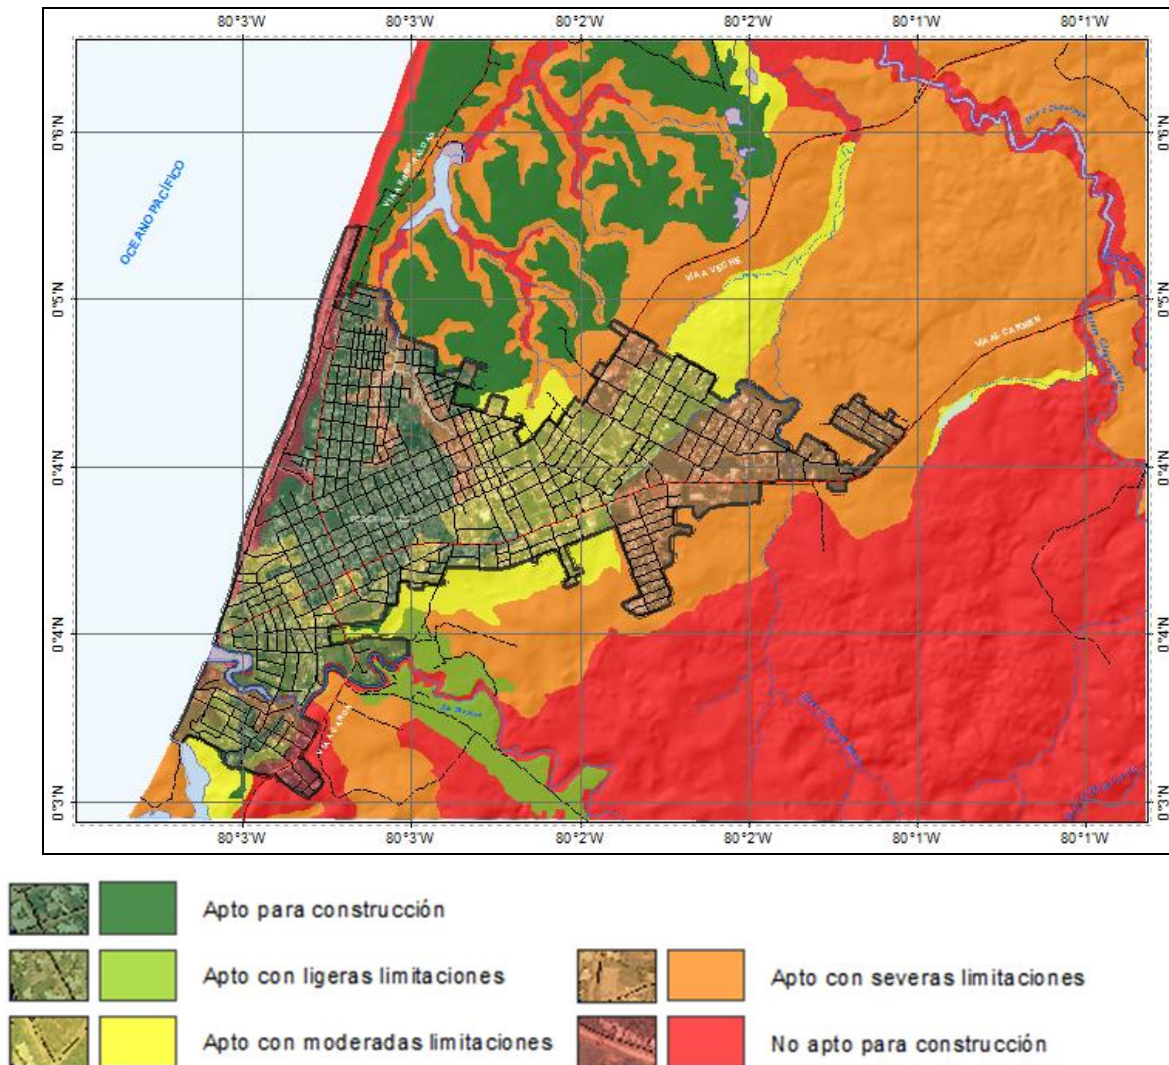 80°3'W 80°3'W 80°2'W 80°2'W 80°1'W 80°1'W
0°6'N 0°6'N
OCEANO PACÍFICO
VÍA A VECHE
0°5'N 0°5'N
VÍA AL CARMEN
0°4'N 0°4'N
0°4'N 0°4'N
0°3'N 0°3'N
80°3'W 80°3'W 80°2'W 80°2'W 80°1'W 80°1'W
Apto para construcción
Apto con ligeras limitaciones
Apto con severas limitaciones
Apto con moderadas limitaciones
No apto para construcción